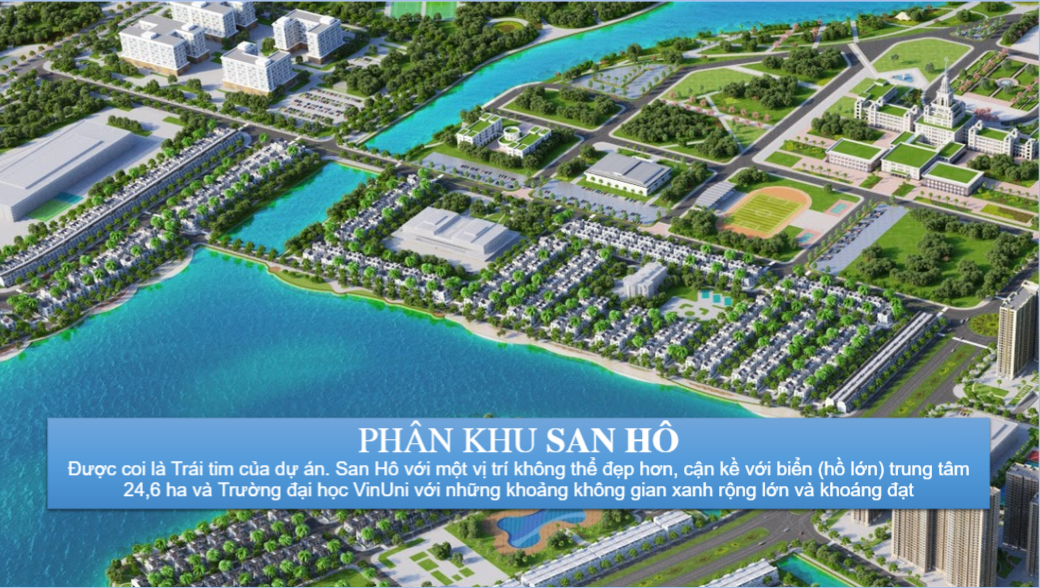 PHÂN KHU SAN HÔ
Được coi là Trái tim của dự án. San Hô với một vị trí không thể đẹp hơn, cận kề với biển (hồ lớn) trung tâm
24,6 ha và Trường đại học VinUni với những khoảng không gian xanh rộng lớn và khoáng đạt